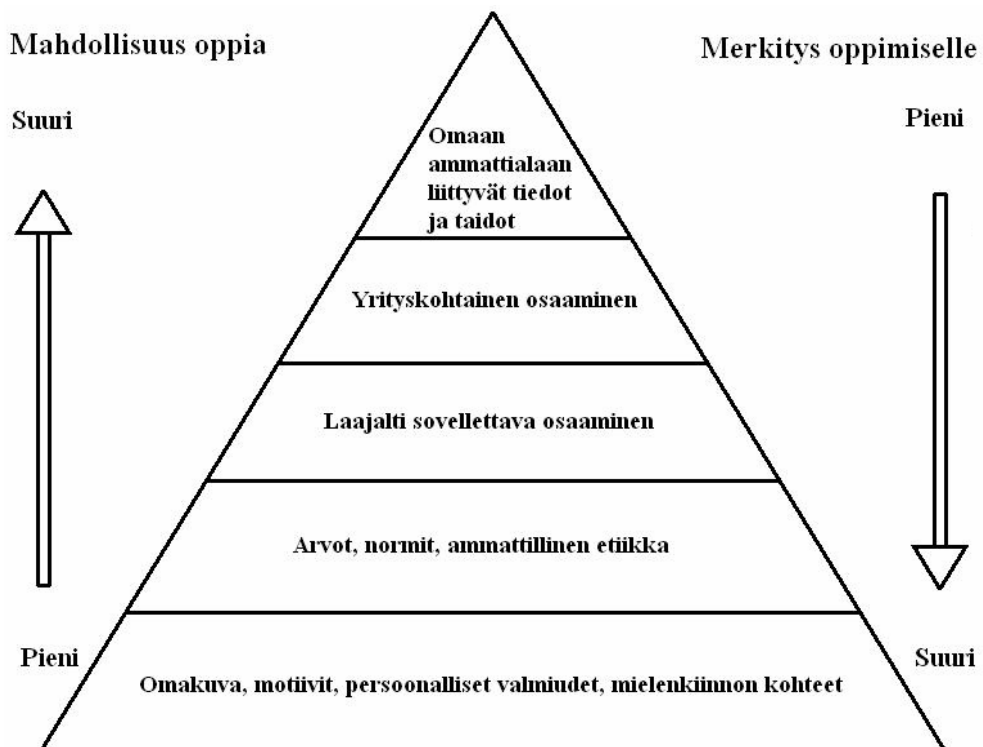 Mahdollisuus oppia
Merkitys oppimiselle
Suuri
Pieni
Omaan
ammattialaan
liittyvät tiedot
ja taidot
Yrityskohtainen osaaminen
Laajalti sovellettava osaaminen
Arvot, normit, ammattillinen etiikka
Pieni
Suuri
Omakuva, motiivit, persoonalliset valmiudet, mielenkiinnon kohteet